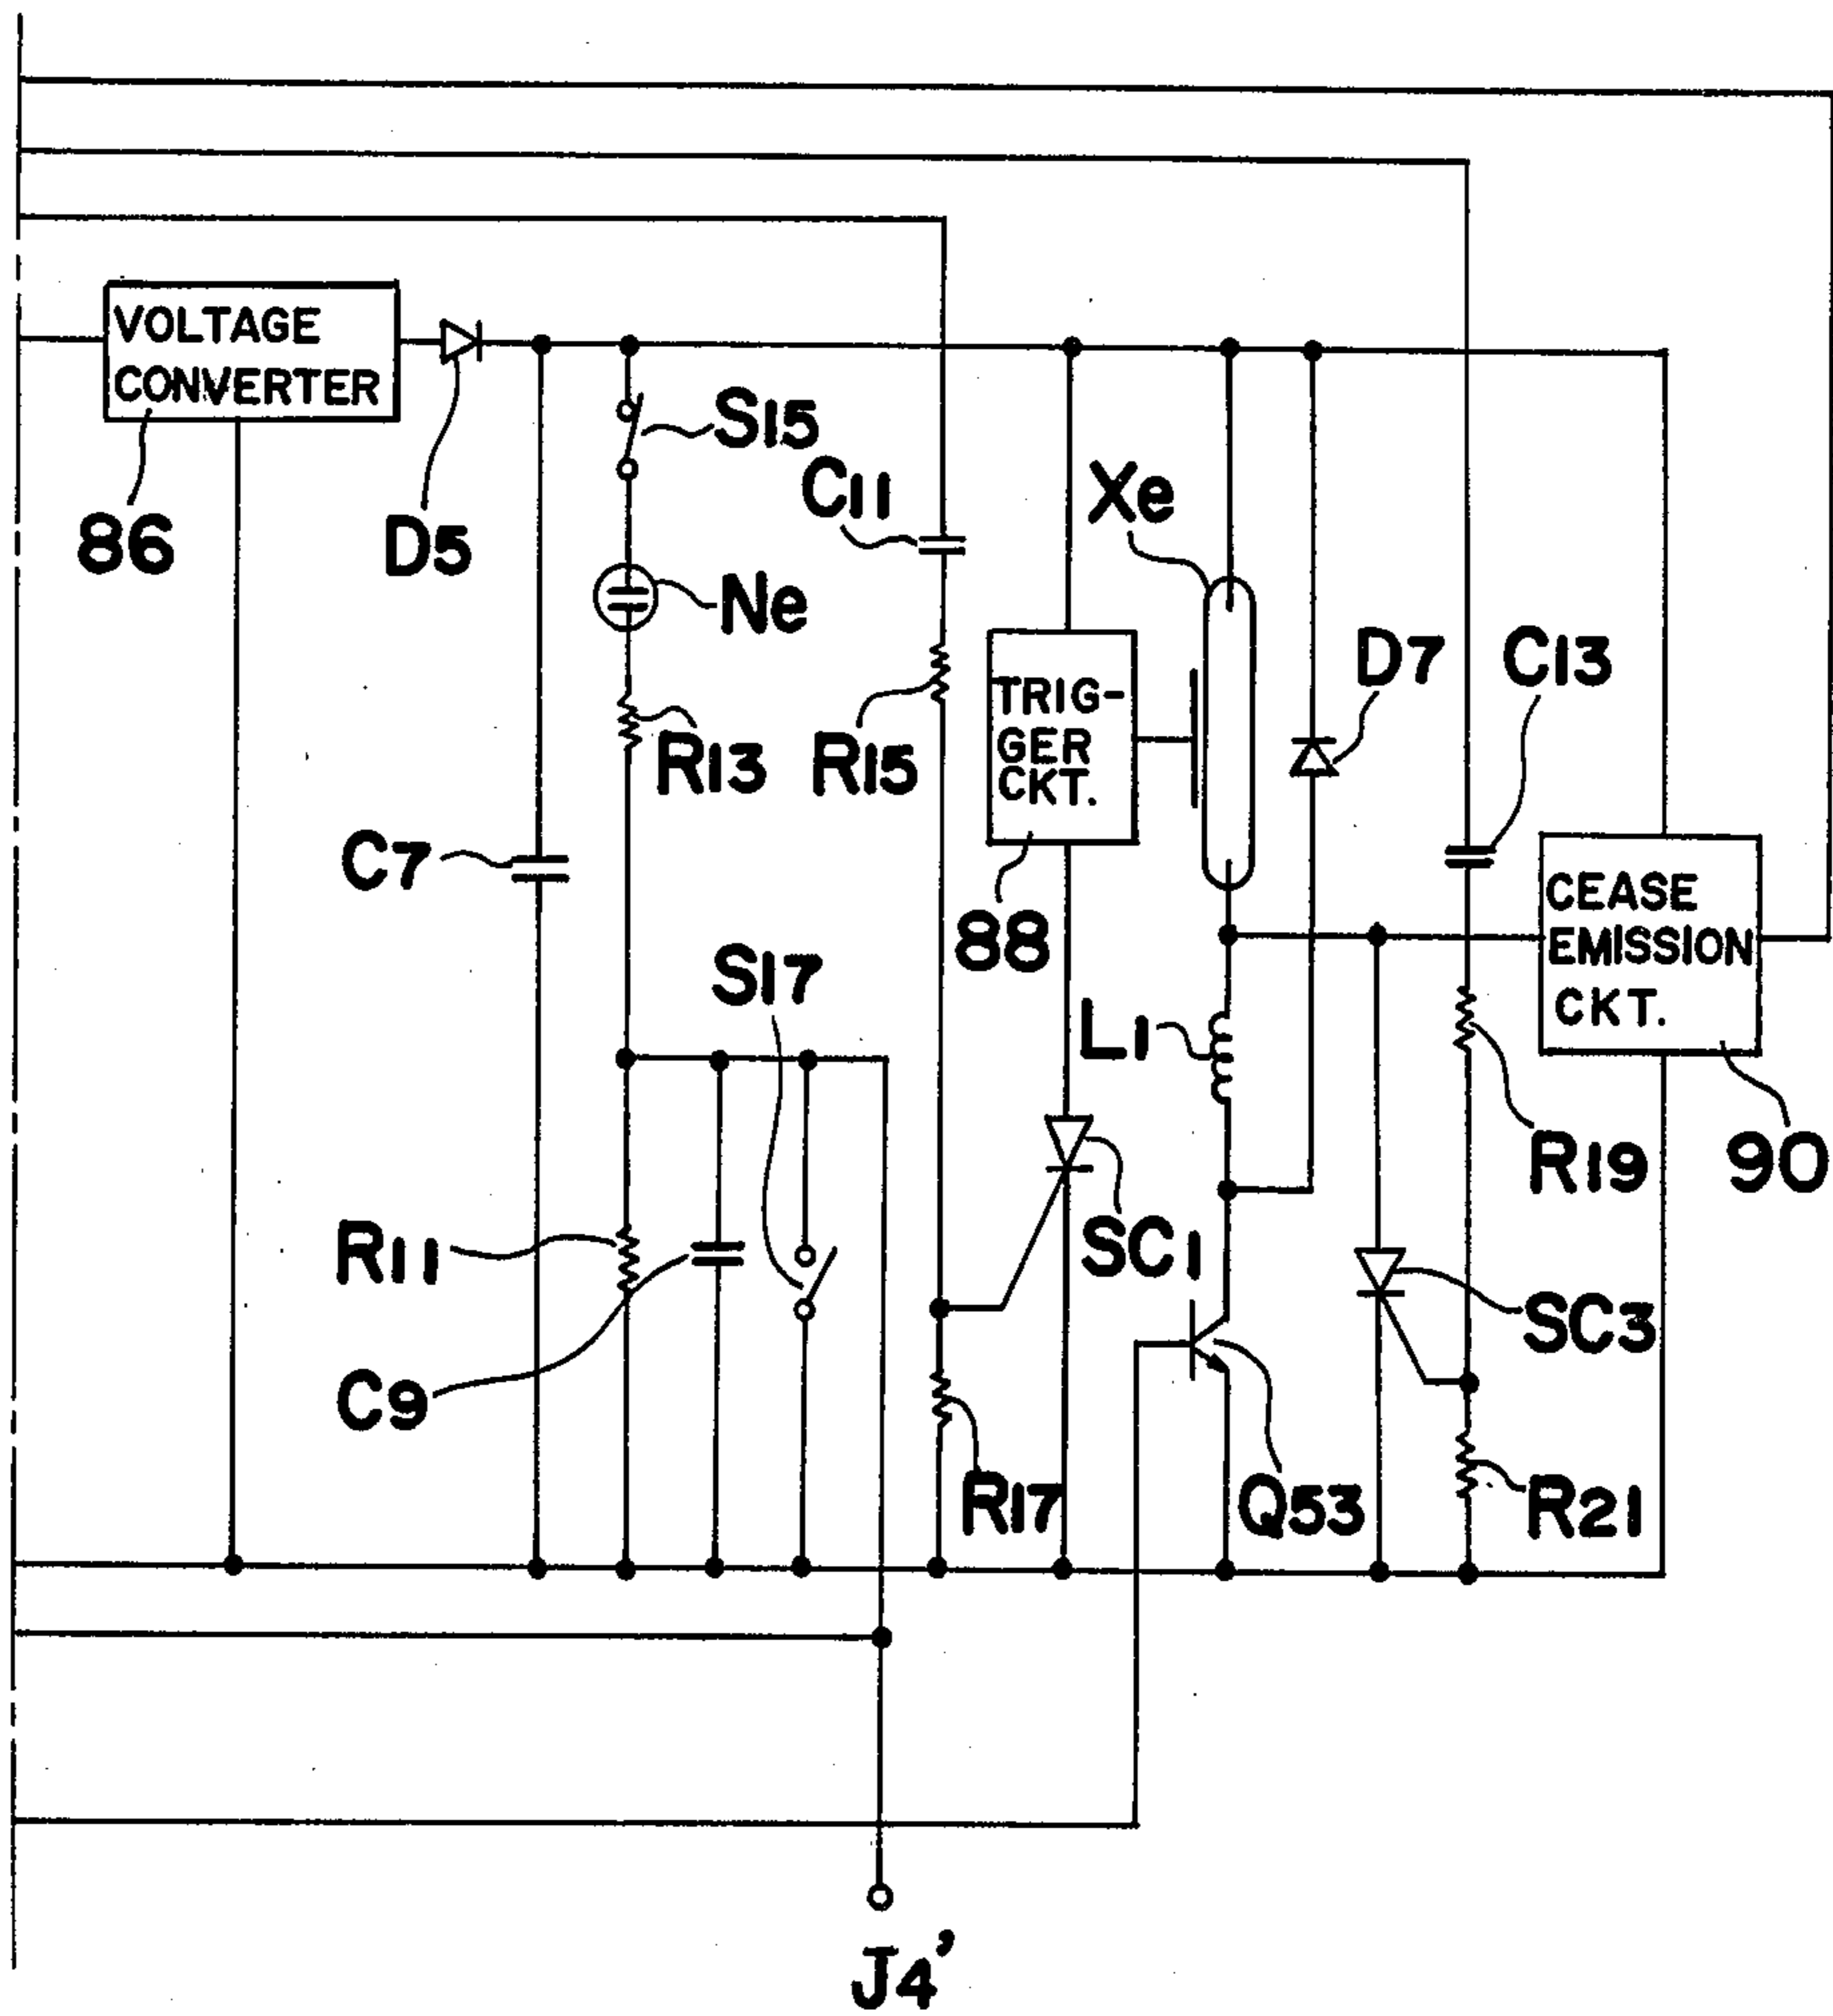 VOLTAGE
CONVERTER
86
D5
S15
C11
Xe
Ne
R13
R15
TRIG-
GER
CKT.
D7
C13
C7
88
CEASE
EMISSION
CKT.
S17
L1
R19
90
R11
SC1
SC3
C9
R17
Q53
R21
J4'